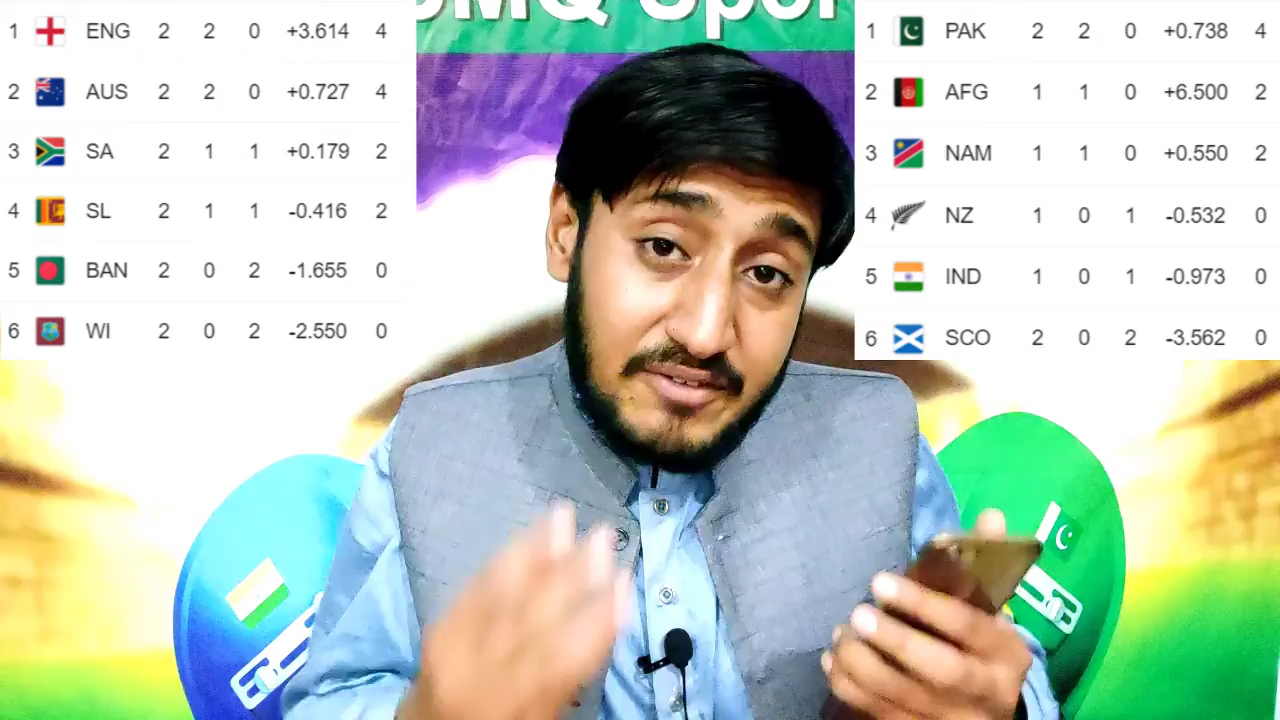 1 ENG 2 2 0 +3.614 4
2 AUS 2 2 0 +0.727 4
3 SA 2 1 1 +0.179 2
4 SL 2 1 1 -0.416 2
5 BAN 2 0 2 -1.655 0
6 WI 2 0 2 -2.550 0
1 PAK 2 2 0 +0.738 4
2 AFG 1 1 0 +6.500 2
3 NAM 1 1 0 +0.550 2
4 NZ 1 0 1 -0.532 0
5 IND 1 0 1 -0.973 0
6 SCO 2 0 2 -3.562 0